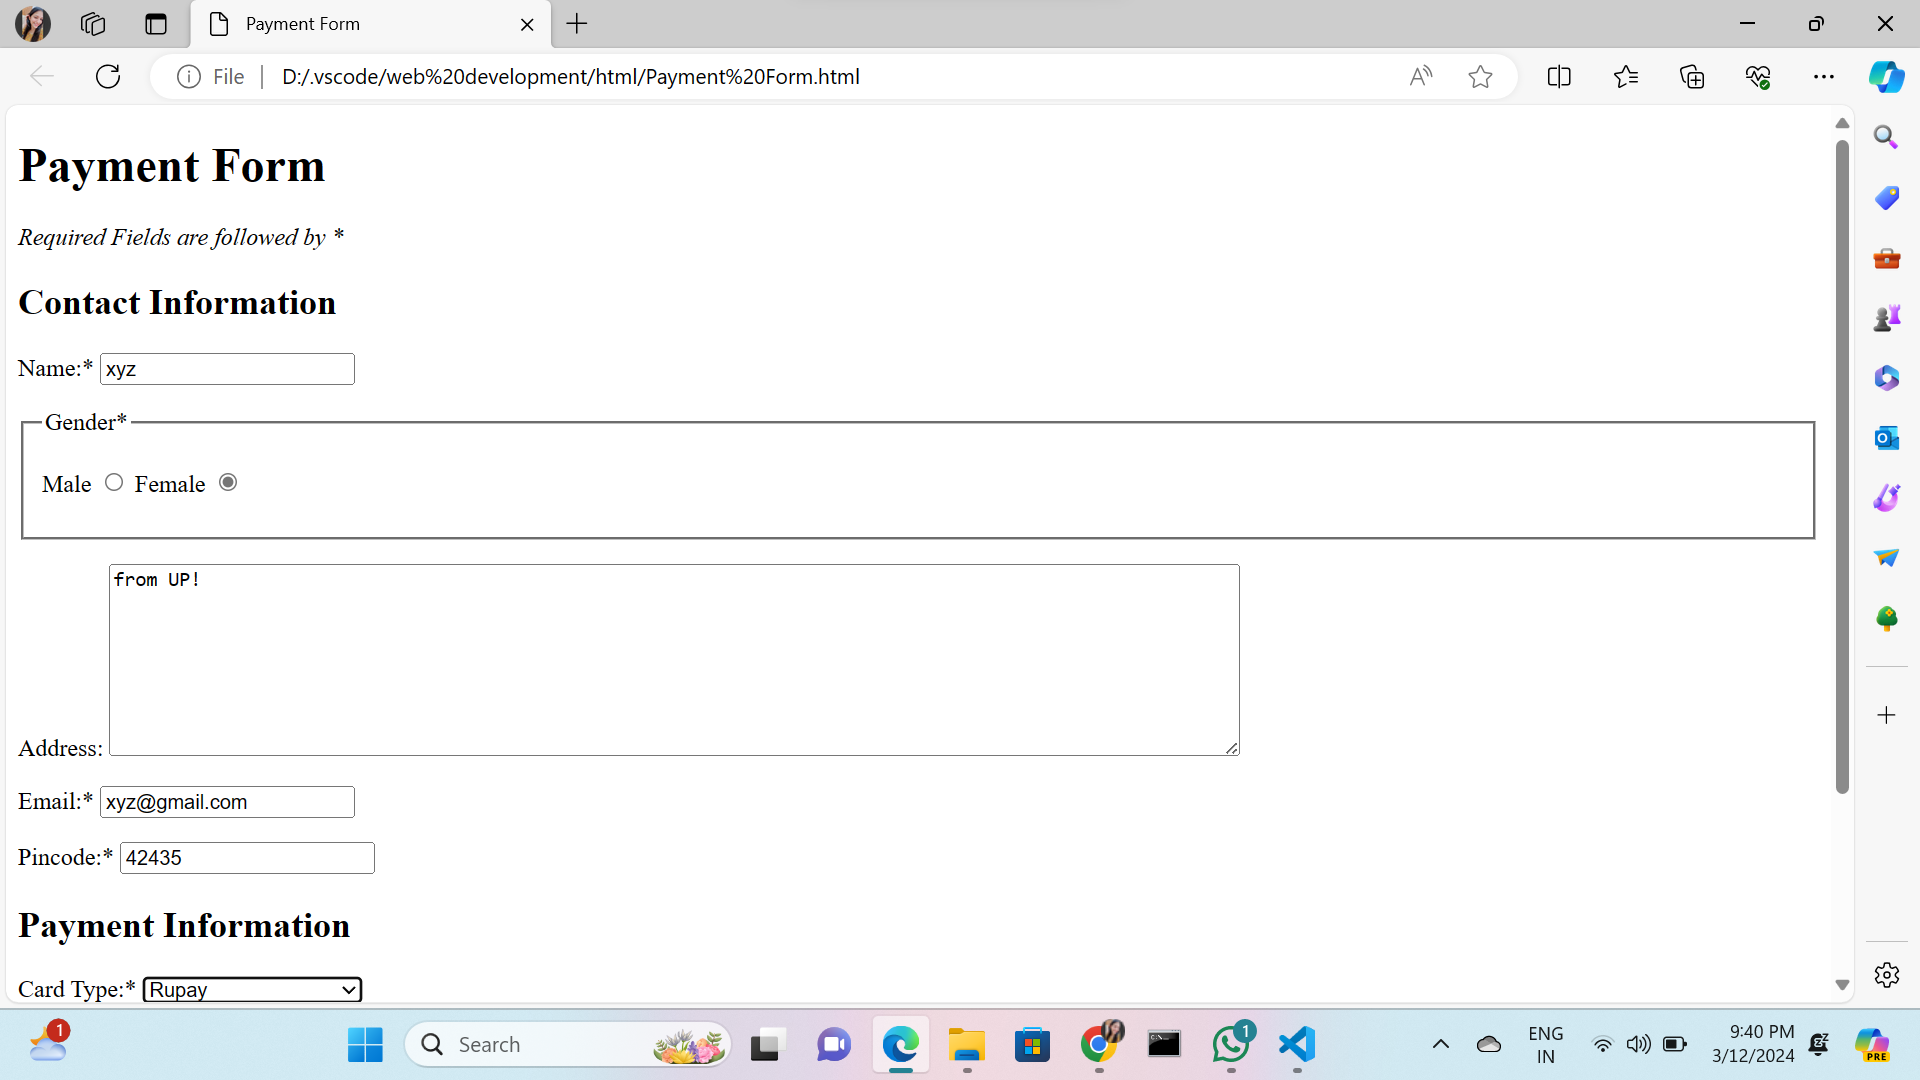 Payment Form
File
D:/.vscode/web%20development/html/Payment%20Form.html
Payment Form
Required Fields are followed by *
Contact Information
Name:* xyz
Gender*
Male Female
from UP!
Address:
Email:* xyz@gmail.com
Pincode:* 42435
Payment Information
Card Type:* Rupay
1
Search
1
ENG
IN
9:40 PM
3/12/2024
PRE